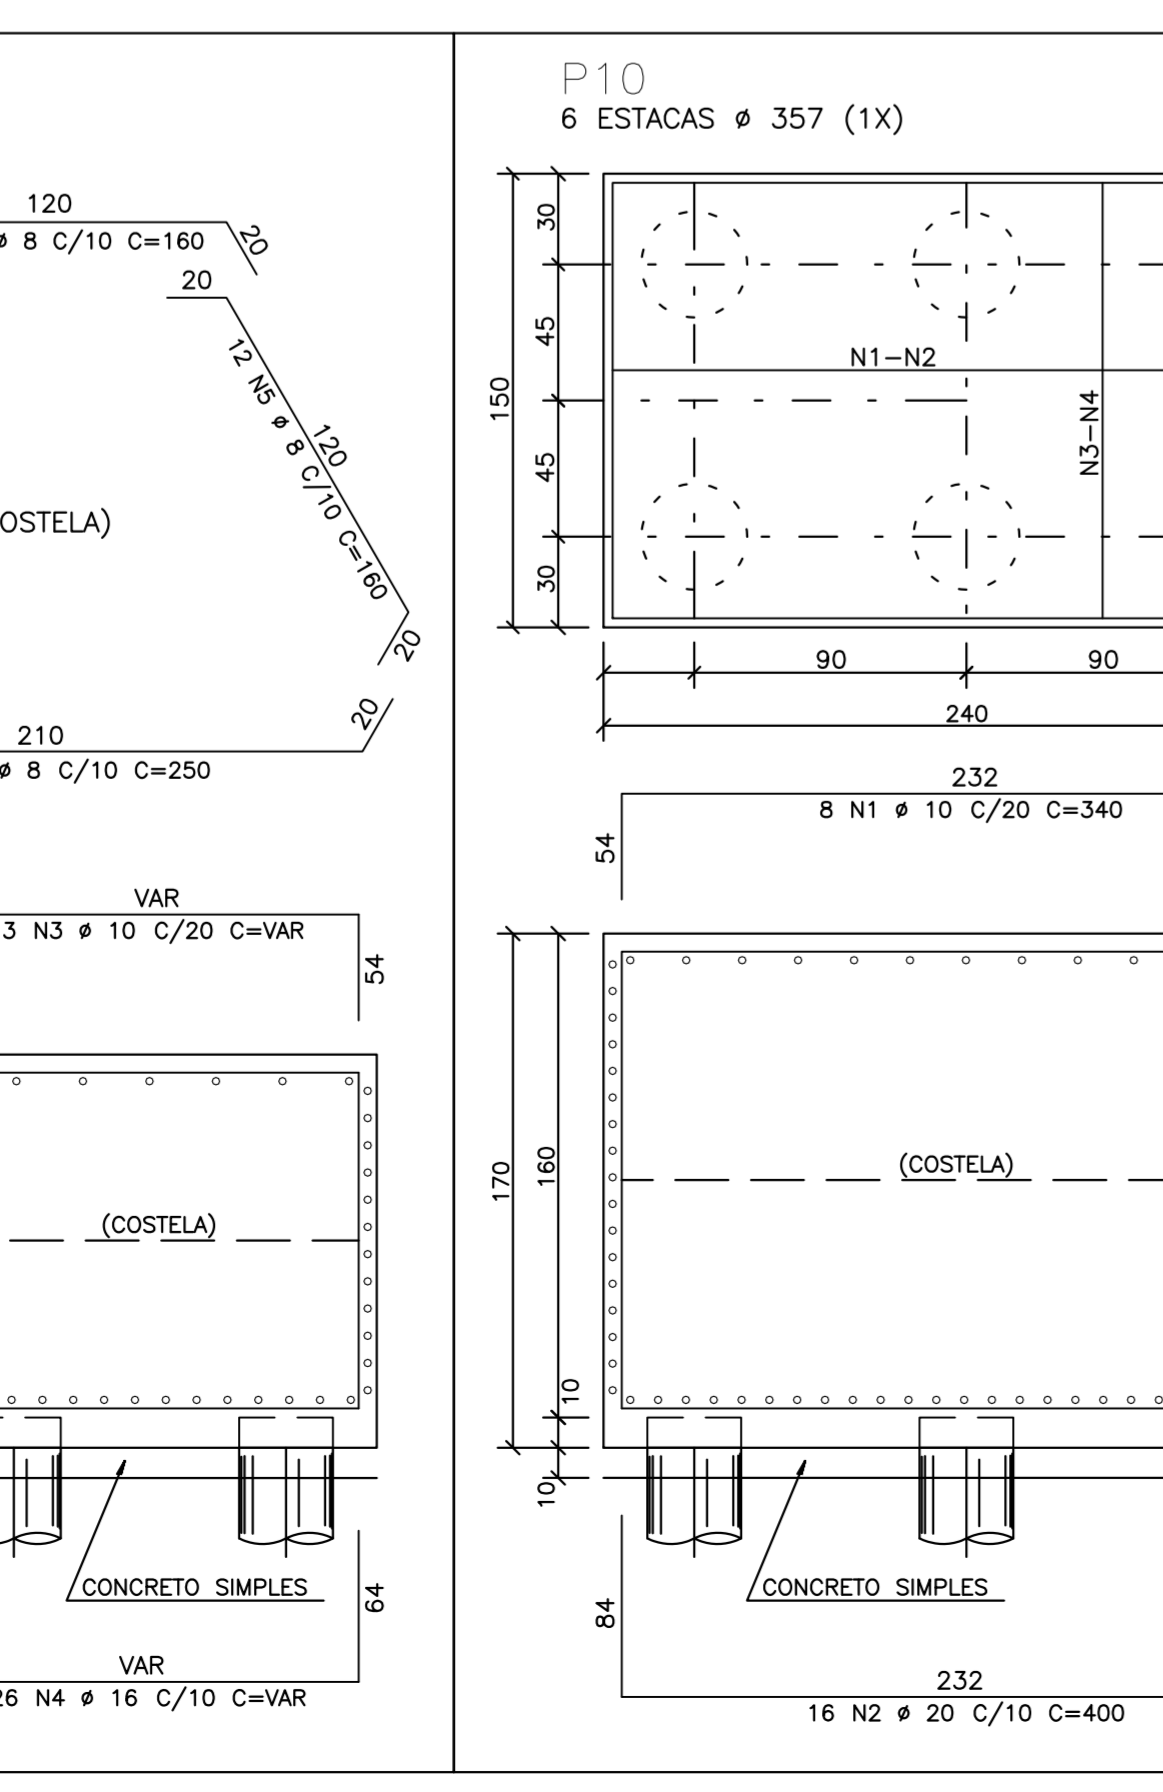 120
ø 8 C/10 C=160
20
20
12 N5 ø 8 C/10 C=160
120
20
OSTELA)
20
210
ø 8 C/10 C=250
VAR
3 N3 ø 10 C/20 C=VAR
54
(COSTELA)
CONCRETO SIMPLES
64
VAR
26 N4 ø 16 C/10 C=VAR
P10
6 ESTACAS ø 357 (1X)
30
45
150
45
30
N1-N2
N3-N4
90
90
240
232
8 N1 ø 10 C/20 C=340
54
170
160
(COSTELA)
10
10
CONCRETO SIMPLES
84
232
16 N2 ø 20 C/10 C=400